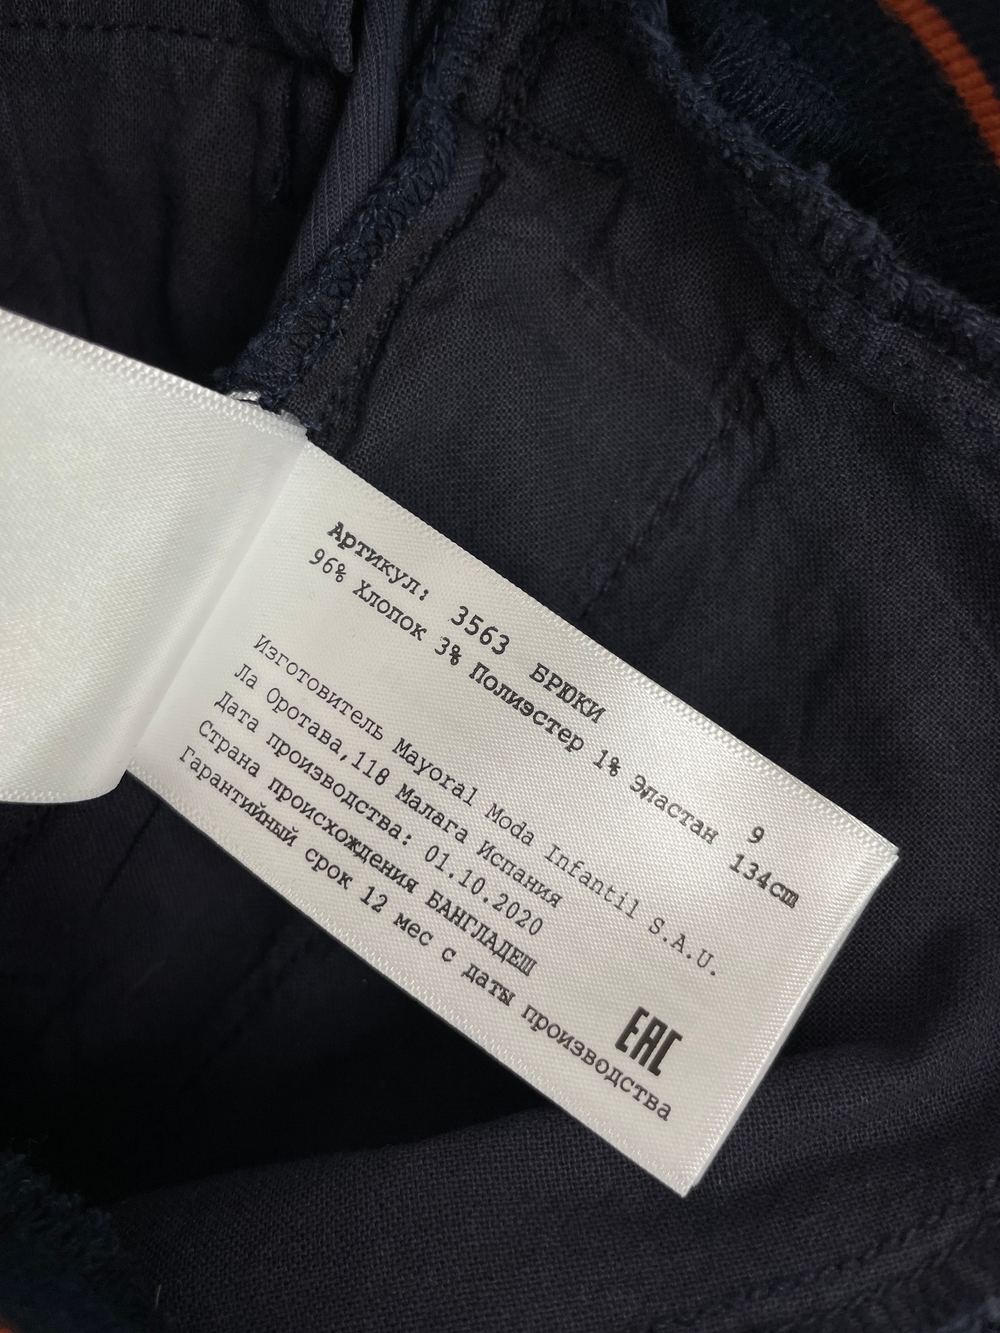 Артикул: 3563 БРЮКИ 9
96% Хлопок 3% Полиэстер 1% Эластан 134cm
Изготовитель Mayoral Moda Infantil S.A.U.
Ла Оротава,118 Малага Испания
Дата производства: 01.10.2020
Страна происхождения БАНГЛАДЕШ
Гарантийный срок 12 мес с даты производства
EAC